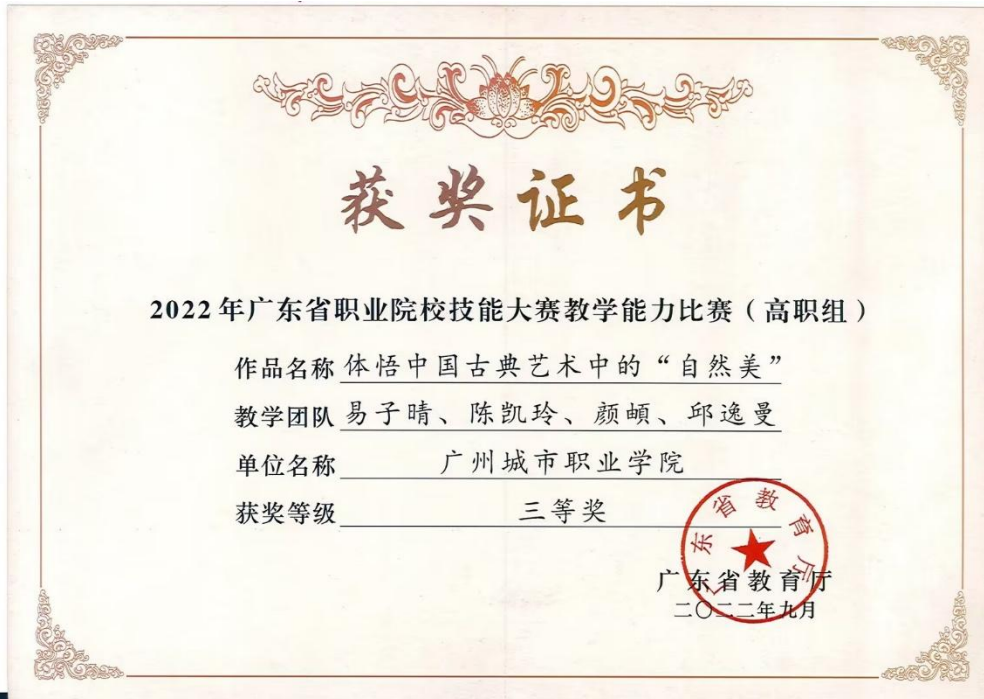 获奖证书
2022年广东省职业院校技能大赛教学能力比赛（高职组）
作品名称 体悟中国古典艺术中的“自然美”
教学团队 易子晴、陈凯玲、颜頔、邱逸曼
单位名称 广州城市职业学院
获奖等级 三等奖
广东省教育厅
广东省教育厅
二〇二二年九月